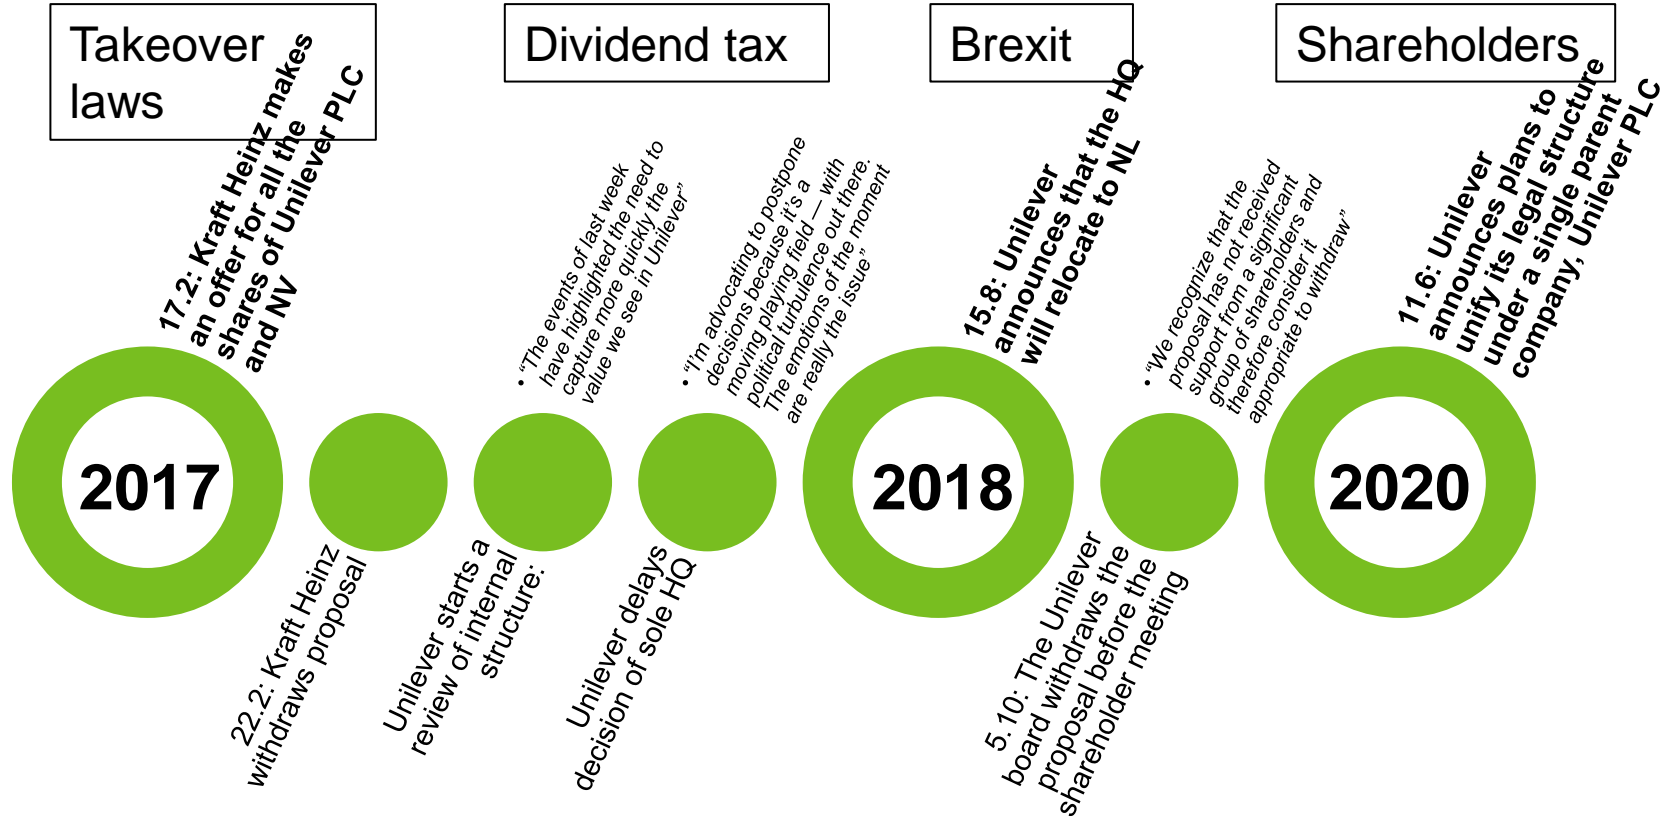 Takeover
laws
Dividend tax
Brexit
Shareholders
17.2: Kraft Heinz makes
an offer for all the
shares of Unilever PLC
and NV
• “The events of last week
have highlighted the need to
capture more quickly the
value we see in Unilever”
• “I’m advocating to postpone
decisions because it’s a
moving playing field — with
political turbulence out there.
The emotions of the moment
are really the issue”
15.8: Unilever
announces that the HQ
will relocate to NL
• “We recognize that the
proposal has not received
support from a significant
group of shareholders and
therefore consider it
appropriate to withdraw”
11.6: Unilever
announces plans to
unify its legal structure
under a single parent
company, Unilever PLC
2017
2018
2020
22.2: Kraft Heinz
withdraws proposal
Unilever starts a
review of internal
structure:
Unilever delays
decision of sole HQ
5.10: The Unilever
board withdraws the
proposal before the
shareholder meeting